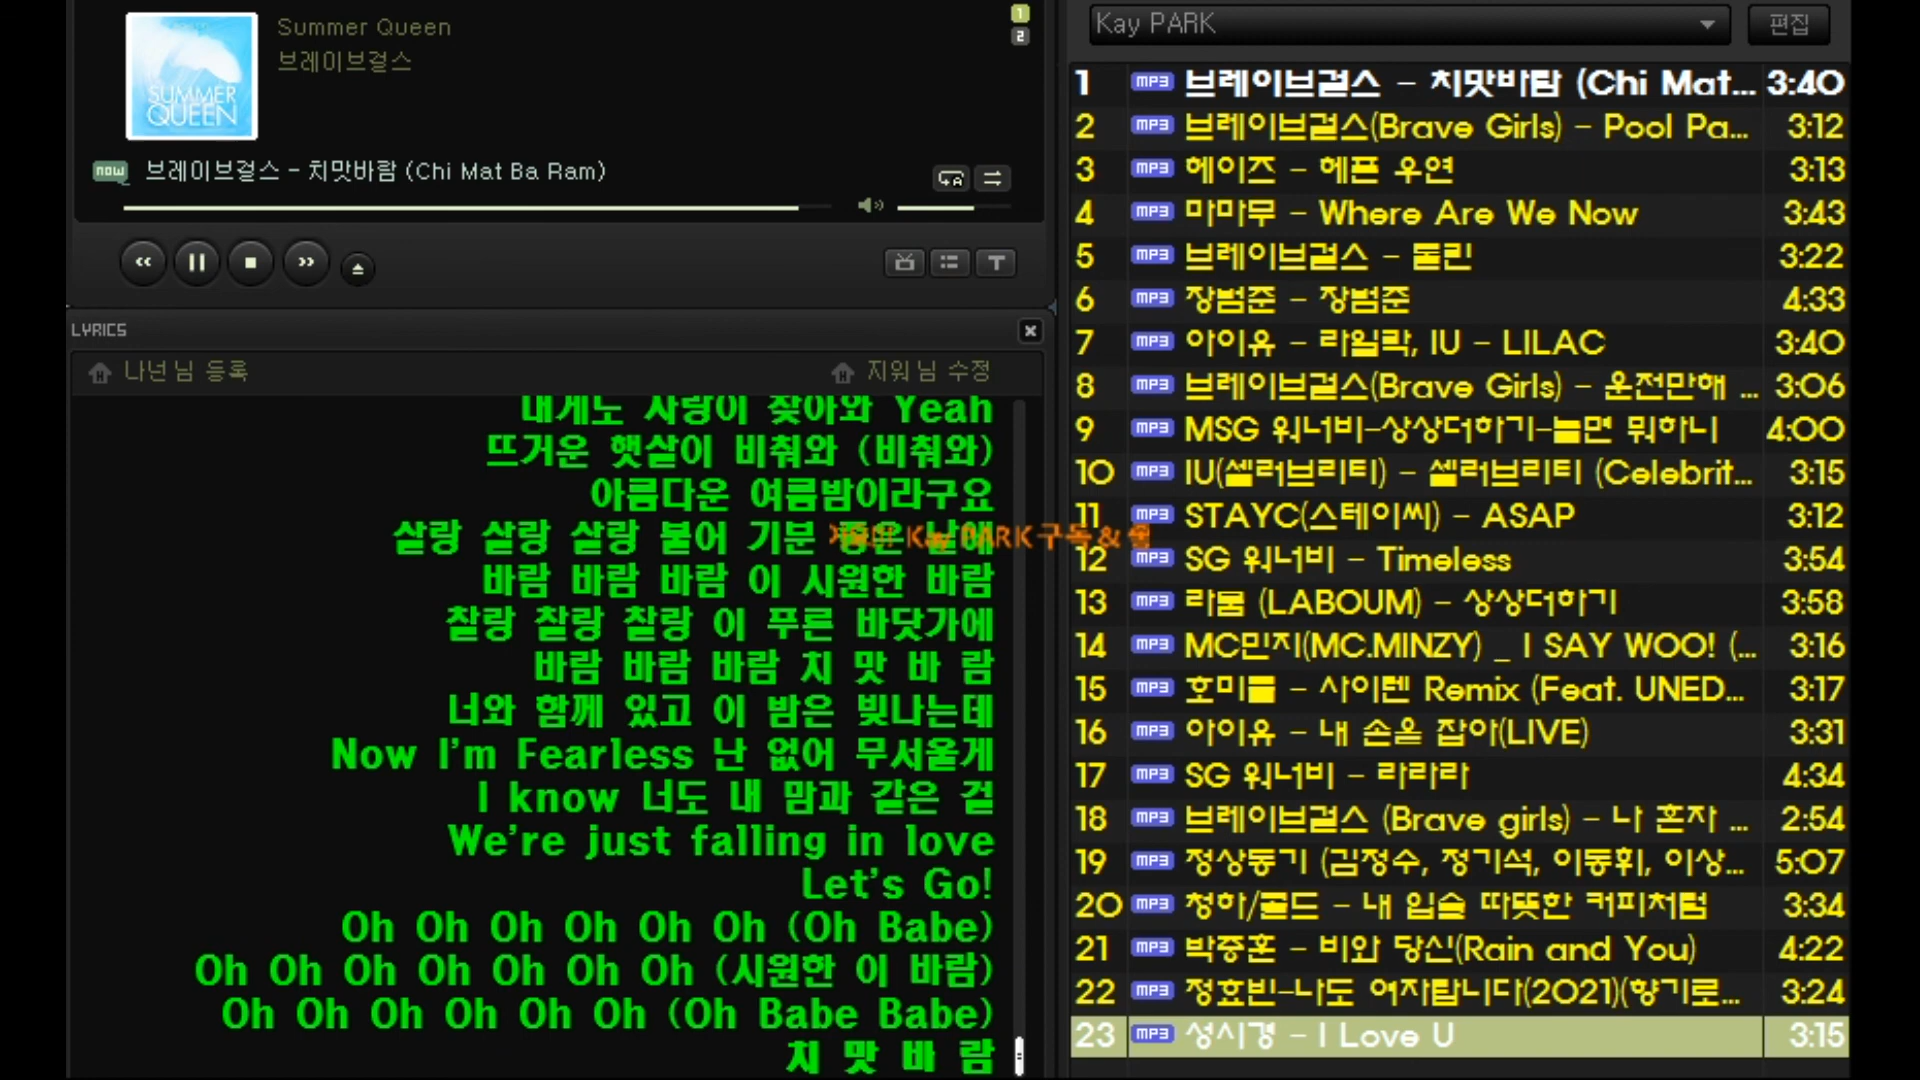 Summer Queen
브레이브걸스
SUMMER
QUEEN
1
2
now 브레이브걸스 - 치맛바람 (Chi Mat Ba Ram)
LYRICS
나넌 님 등록
지워 님 수정
내게도 사랑이 찾아와 Yeah
뜨거운 햇살이 비춰와 (비춰와)
아름다운 여름밤이라구요
살랑 살랑 살랑 불어 기분 좋은 날에
Kay PARK구독&
바람 바람 바람 이 시원한 바람
찰랑 찰랑 찰랑 이 푸른 바닷가에
바람 바람 바람 치 맛 바 람
너와 함께 있고 이 밤은 빛나는데
Now I'm Fearless 난 없어 무서울게
I know 너도 내 맘과 같은 걸
We're just falling in love
Let's Go!
Oh Oh Oh Oh Oh Oh (Oh Babe)
Oh Oh Oh Oh Oh Oh Oh (시원한 이 바람)
Oh Oh Oh Oh Oh Oh (Oh Babe Babe)
치 맛 바 람
Kay PARK
편집
1 MP3 브레이브걸스 - 치맛바람 (Chi Mat... 3:40
2 MP3 브레이브걸스(Brave Girls) - Pool Pa... 3:12
3 MP3 헤이즈 - 헤픈 우연 3:13
4 MP3 마마무 - Where Are We Now 3:43
5 MP3 브레이브걸스 - 돌린 3:22
6 MP3 장범준 - 장범준 4:33
7 MP3 아이유 - 라일락, IU - LILAC 3:40
8 MP3 브레이브걸스(Brave Girls) - 운전만해 ... 3:06
9 MP3 MSG 워너비-상상더하기-놀면 뭐하니 4:00
10 MP3 IU(셀러브리티) - 셀러브리티 (Celebrit... 3:15
11 MP3 STAYC(스테이씨) - ASAP 3:12
12 MP3 SG 워너비 - Timeless 3:54
13 MP3 라붐 (LABOUM) - 상상더하기 3:58
14 MP3 MC민지(MC.MINZY) _ I SAY WOO! (... 3:16
15 MP3 호미들 - 사이렌 Remix (Feat. UNED... 3:17
16 MP3 아이유 - 내 손을 잡아(LIVE) 3:31
17 MP3 SG 워너비 - 라라라 4:34
18 MP3 브레이브걸스 (Brave girls) - 나 혼자 ... 2:54
19 MP3 정상동기 (김정수, 정기석, 이동휘, 이상... 5:07
20 MP3 청하/골드 - 내 입술 따뜻한 커피처럼 3:34
21 MP3 박중훈 - 비와 당신(Rain and You) 4:22
22 MP3 정효빈-나도 여자랍니다(2021)(향기로... 3:24
23 MP3 성시경 - I Love U 3:15